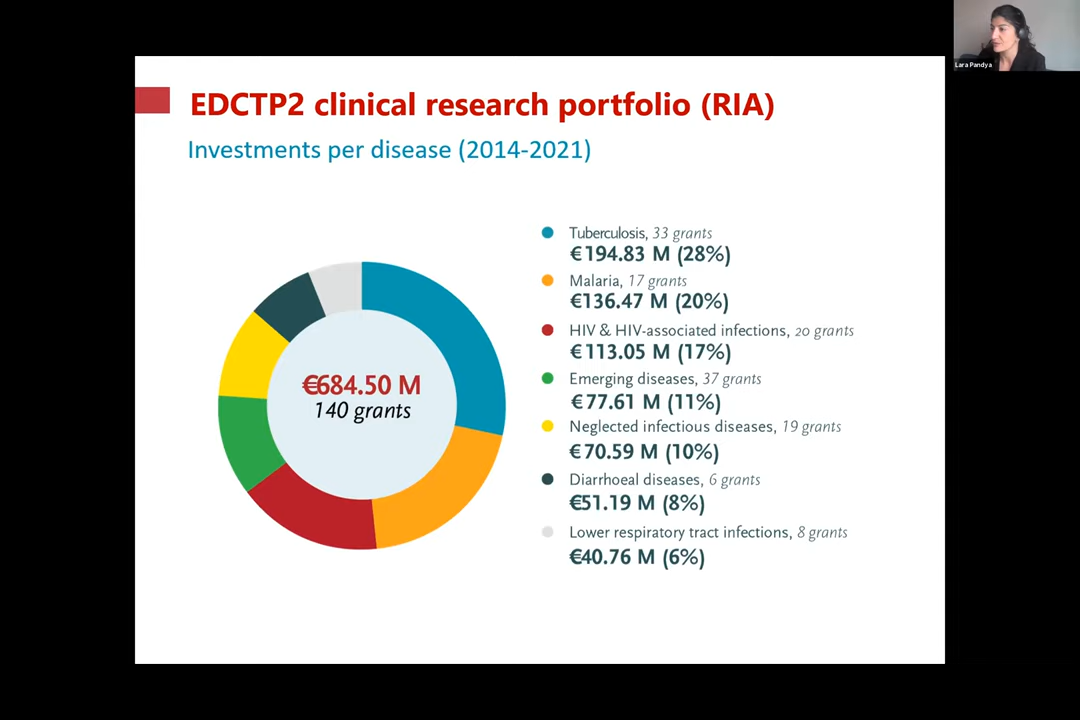 Lara Pandya
EDCTP2 clinical research portfolio (RIA)
Investments per disease (2014-2021)
€684.50 M
140 grants
Tuberculosis, 33 grants
€194.83 M (28%)
Malaria, 17 grants
€136.47 M (20%)
HIV & HIV-associated infections, 20 grants
€113.05 M (17%)
Emerging diseases, 37 grants
€77.61 M (11%)
Neglected infectious diseases, 19 grants
€70.59 M (10%)
Diarrhoeal diseases, 6 grants
€51.19 M (8%)
Lower respiratory tract infections, 8 grants
€40.76 M (6%)